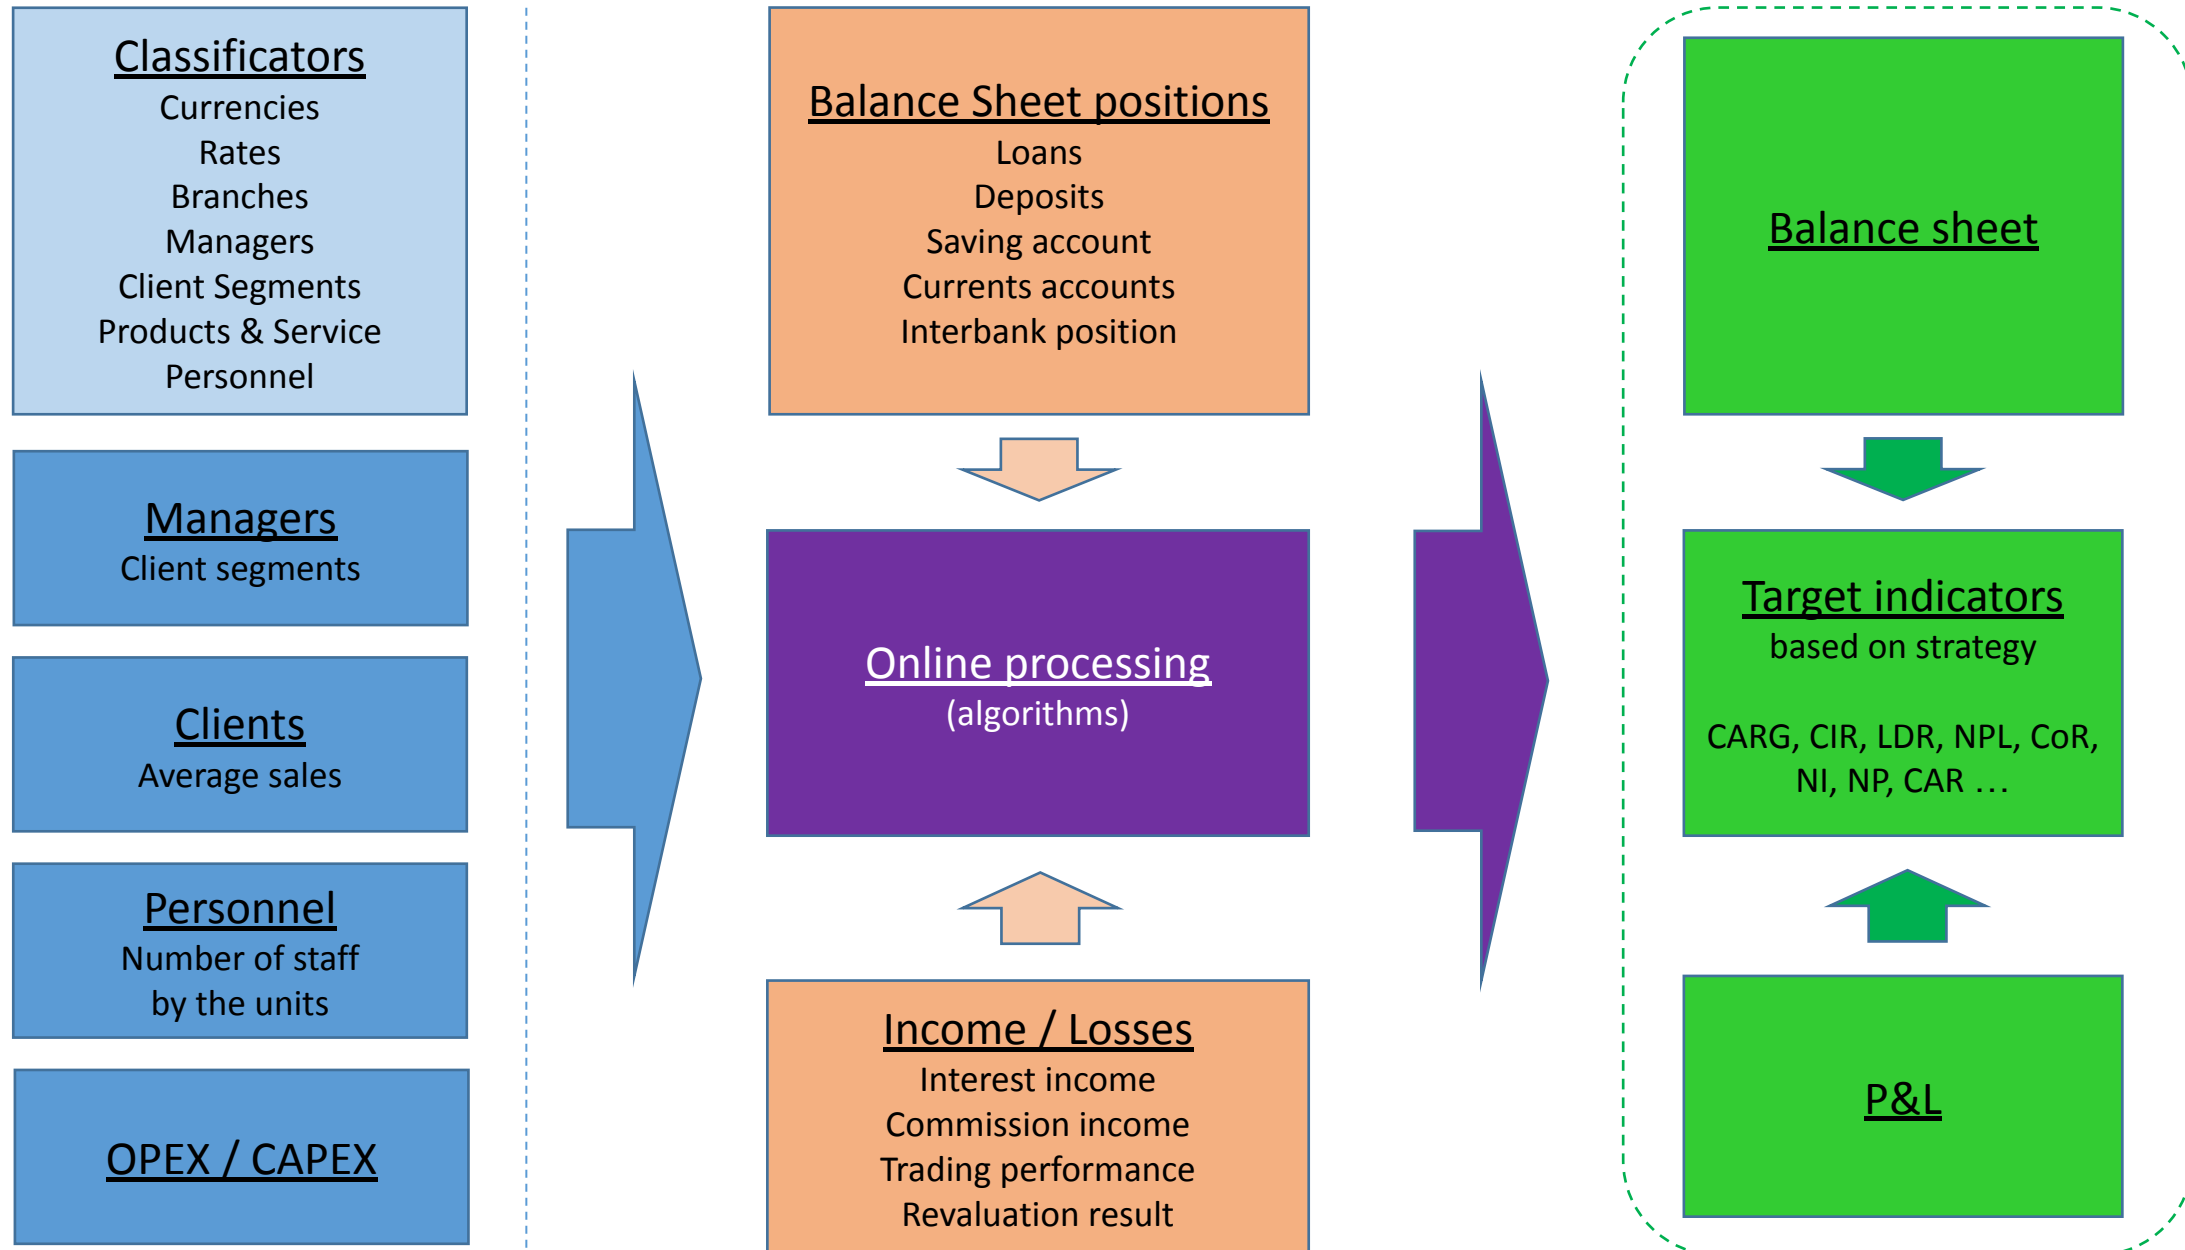 Classificators
Currencies
Rates
Branches
Managers
Client Segments
Products & Service
Personnel
Managers
Client segments
Clients
Average sales
Personnel
Number of staff
by the units
OPEX / CAPEX
Balance Sheet positions
Loans
Deposits
Saving account
Currents accounts
Interbank position
Online processing
(algorithms)
Income / Losses
Interest income
Commission income
Trading performance
Revaluation result
Balance sheet
Target indicators
based on strategy
CARG, CIR, LDR, NPL, CoR,
NI, NP, CAR …
P&L